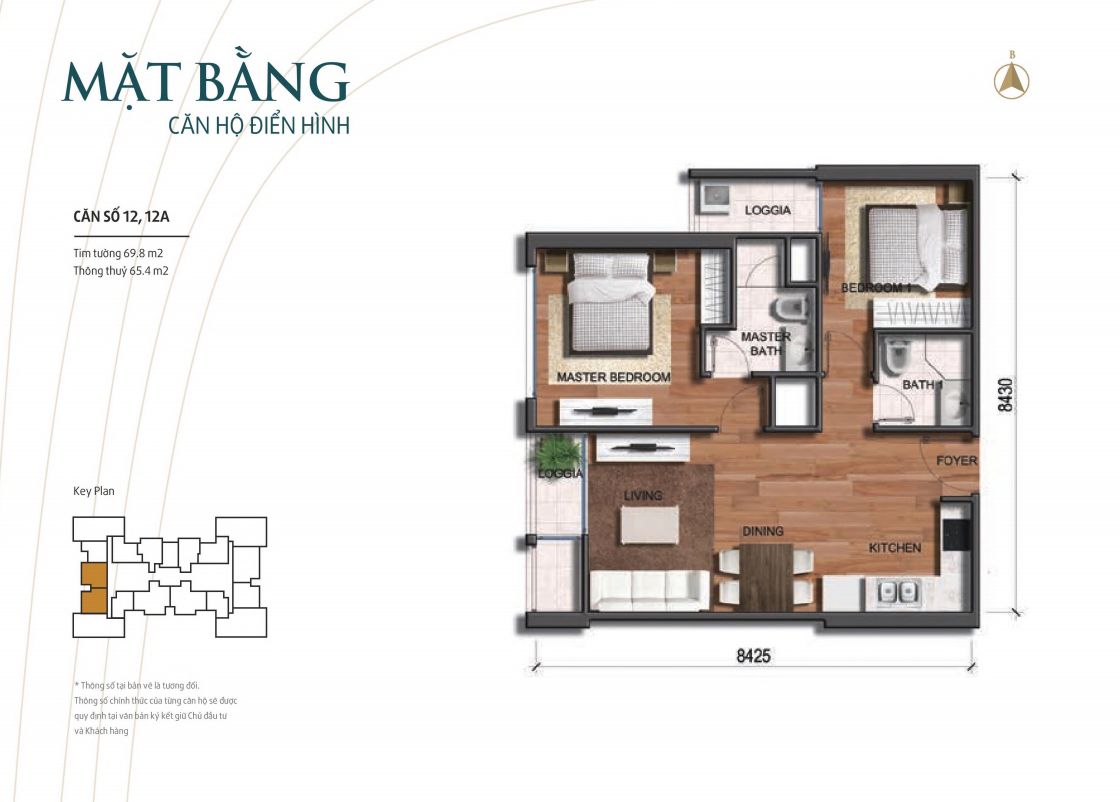 MẶT BẰNG
CĂN HỘ ĐIỂN HÌNH
B
CĂN SỐ 12, 12A
Tim tường 69.8 m2
Thông thuỷ 65.4 m2
LOGGIA
BEDROOM 1
MASTER
BATH
MASTER BEDROOM
BATH 1
8430
LOGGIA
FOYER
LIVING
DINING
KITCHEN
8425
Key Plan
* Thông số tại bản vẽ là tương đối.
Thông số chính thức của từng căn hộ sẽ được
quy định tại văn bản ký kết giữ Chủ đầu tư
và Khách hàng